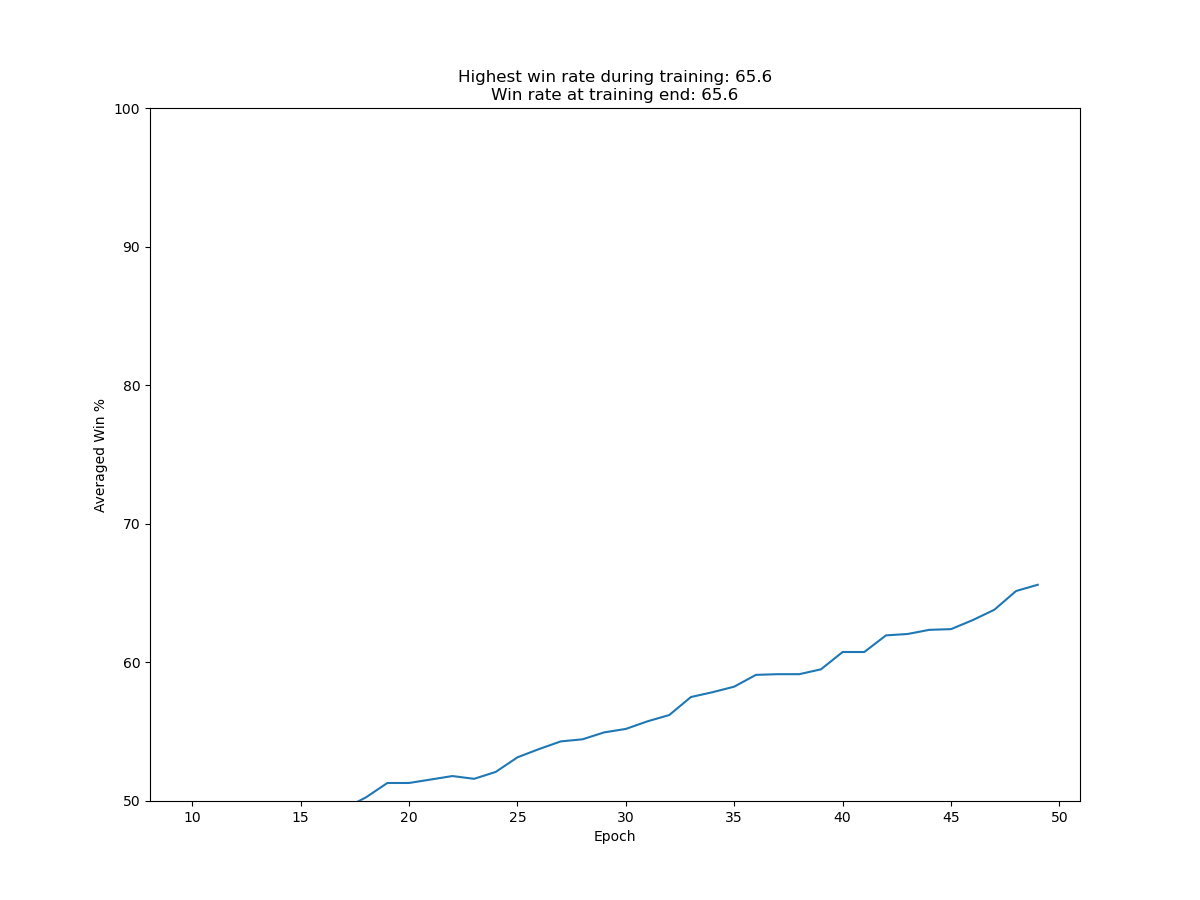 Highest win rate during training: 65.6
Win rate at training end: 65.6
100
90
80
70
60
50
Averaged Win %
10 15 20 25 30 35 40 45 50
Epoch